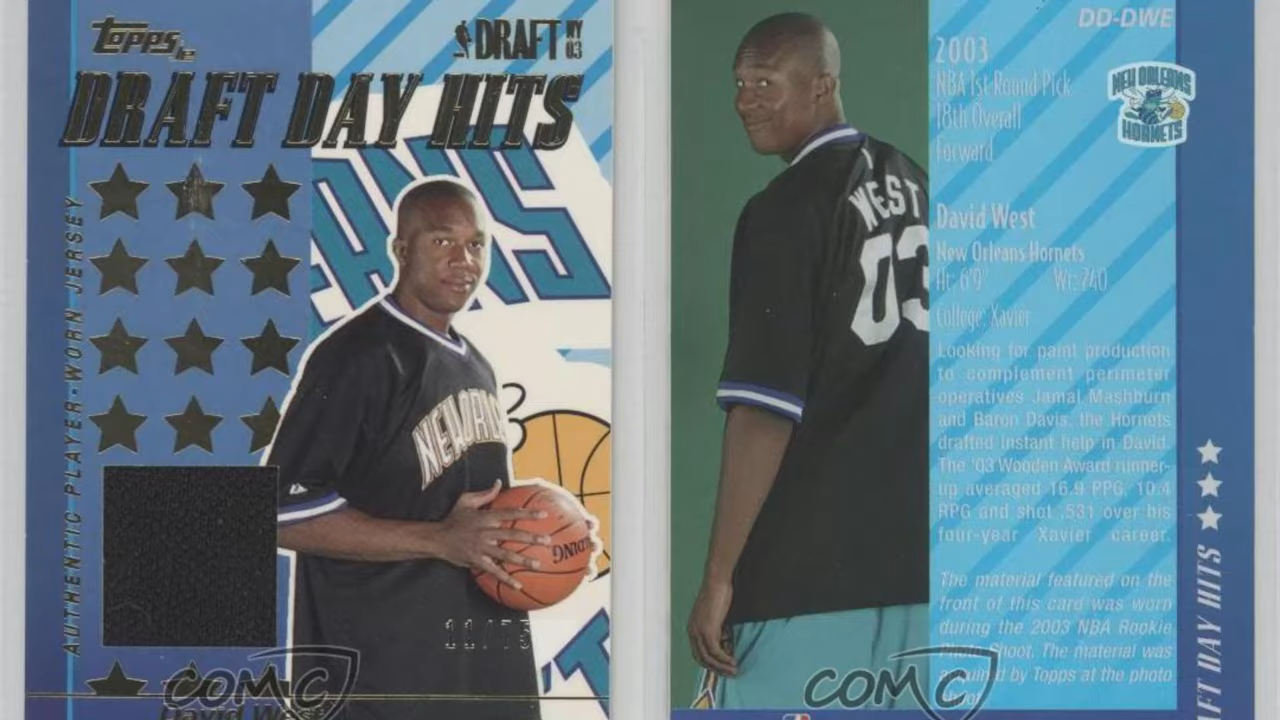 Topps
DRAFT NY 03
DRAFT DAY HITS
AUTHENTIC PLAYER-WORN JERSEY
SPALDING
11/75
COMC
David West
DD-DWE
2003
NBA 1st Round Pick
18th Overall
Forward
NEW ORLEANS
HORNETS
WEST
03
David West
New Orleans Hornets
Ht: 6'9" Wt: 240
College: Xavier
Looking for paint production
to complement perimeter
operatives Jamal Mashburn
and Baron Davis, the Hornets
drafted instant help in David.
The '03 Wooden Award runner-
up averaged 16.9 PPG, 10.4
RPG and shot .531 over his
four-year Xavier career.
The material featured on the
front of this card was worn
during the 2003 NBA Rookie
Photo Shoot. The material was
by Topps at the photo
DAY HITS
COMC